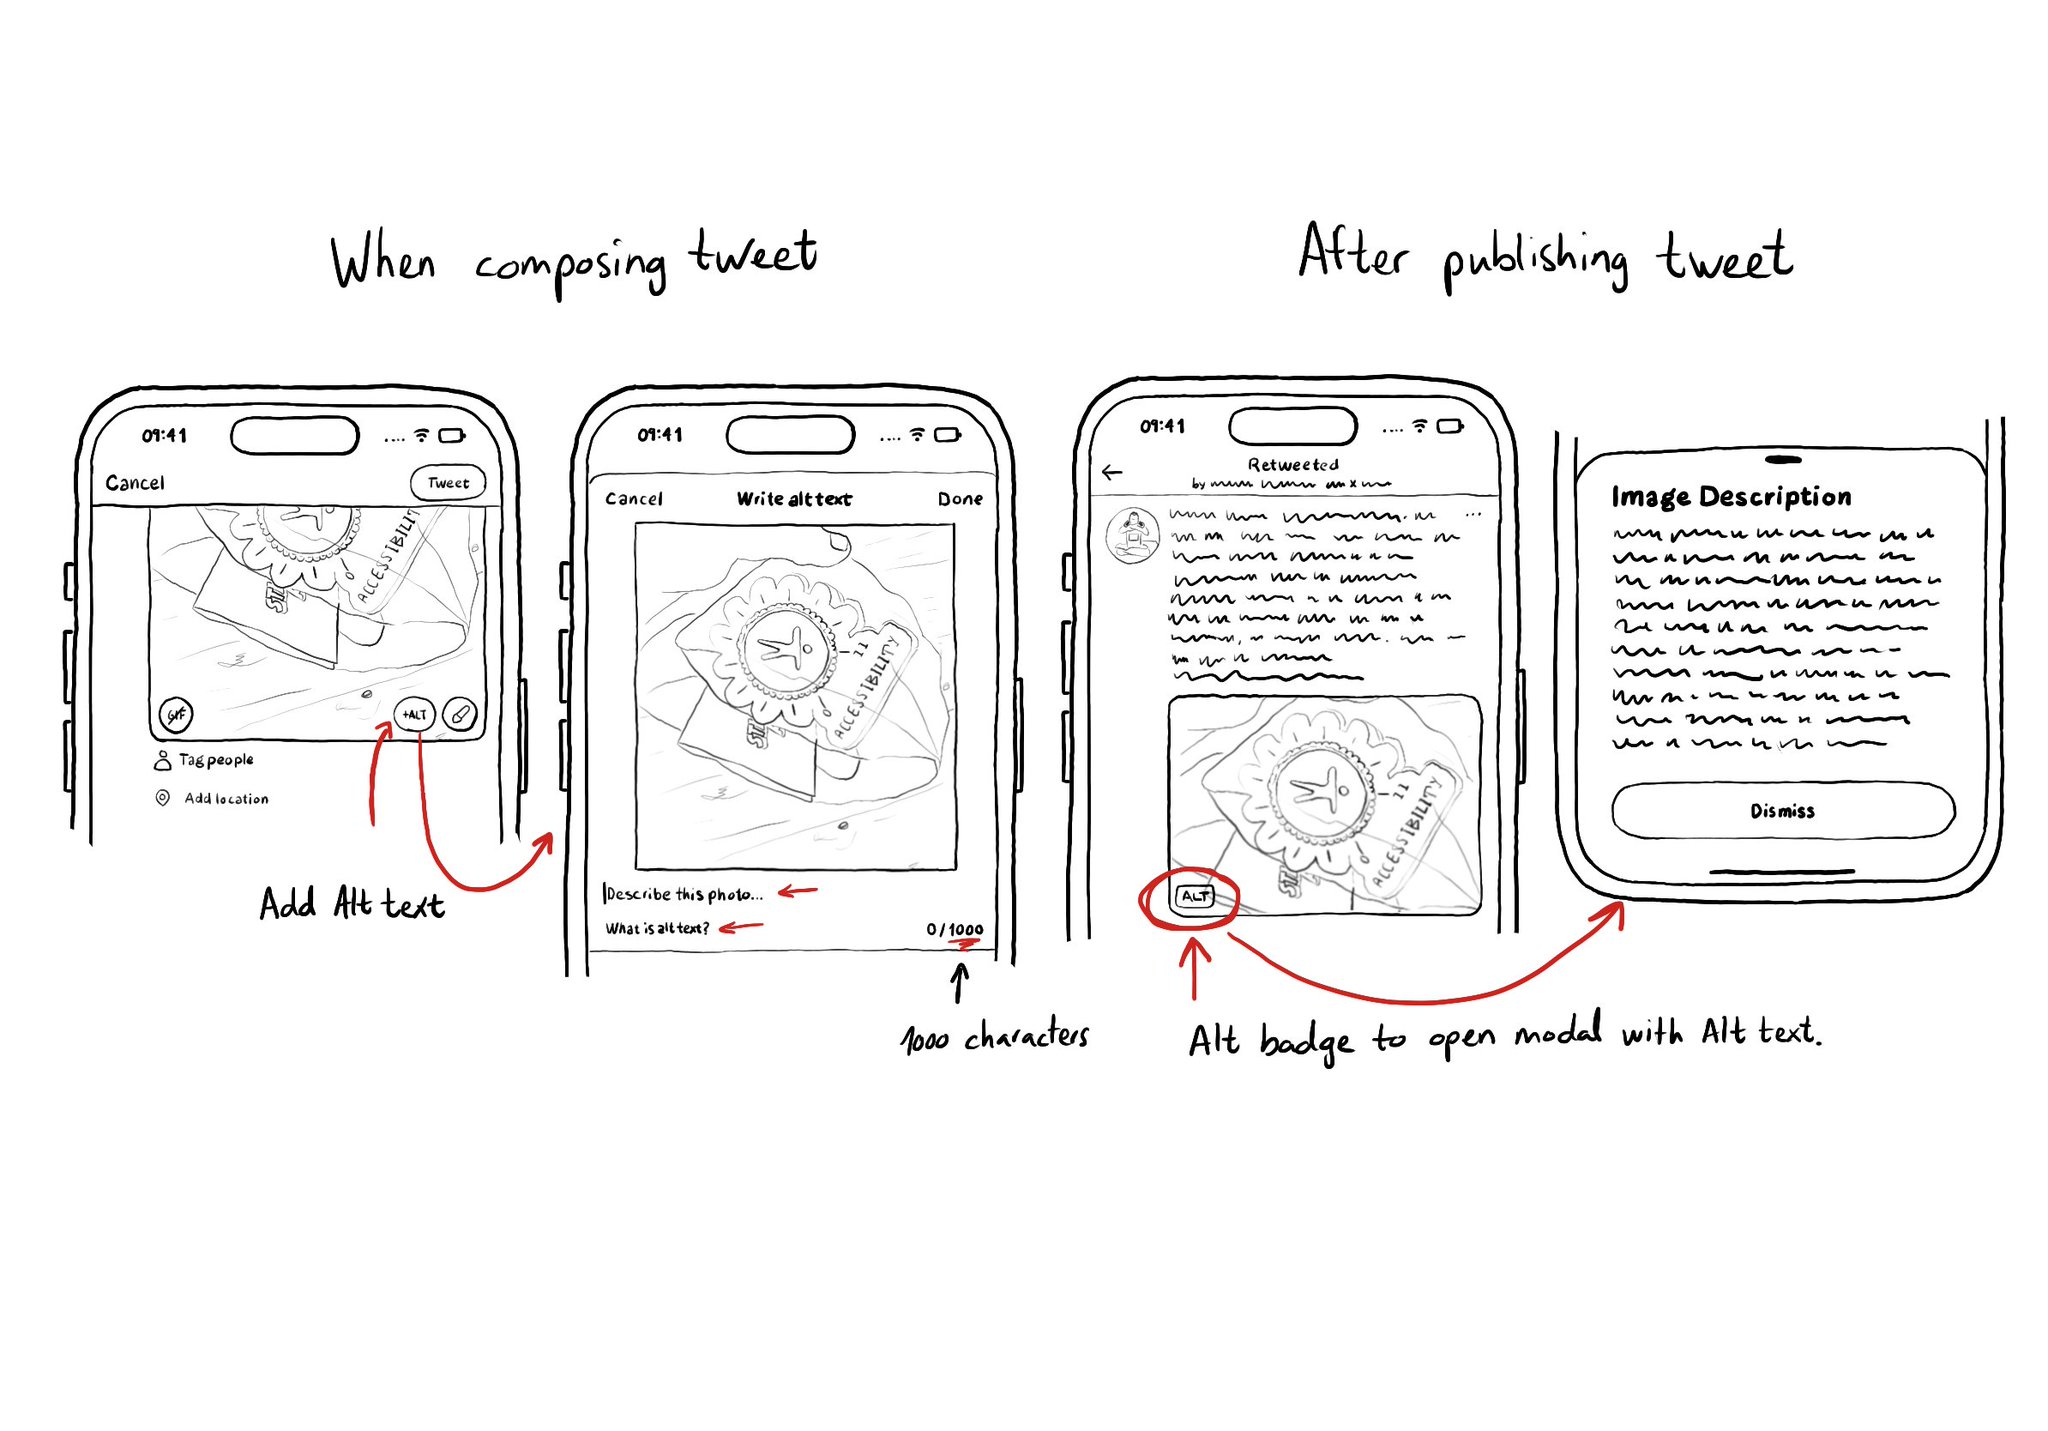 When composing tweet
After publishing tweet
09:41
Cancel
Tweet
ACCESSIBILITY
GIF
+ALT
Tag people
Add location
Add Alt text
09:41
Cancel
Write alt text
Done
ACCESSIBILITY
Describe this photo...
What is alt text?
0/1000
1000 characters
09:41
Retweeted
by
ACCESSIBILITY
ALT
Alt badge to open modal with Alt text.
Image Description
Dismiss